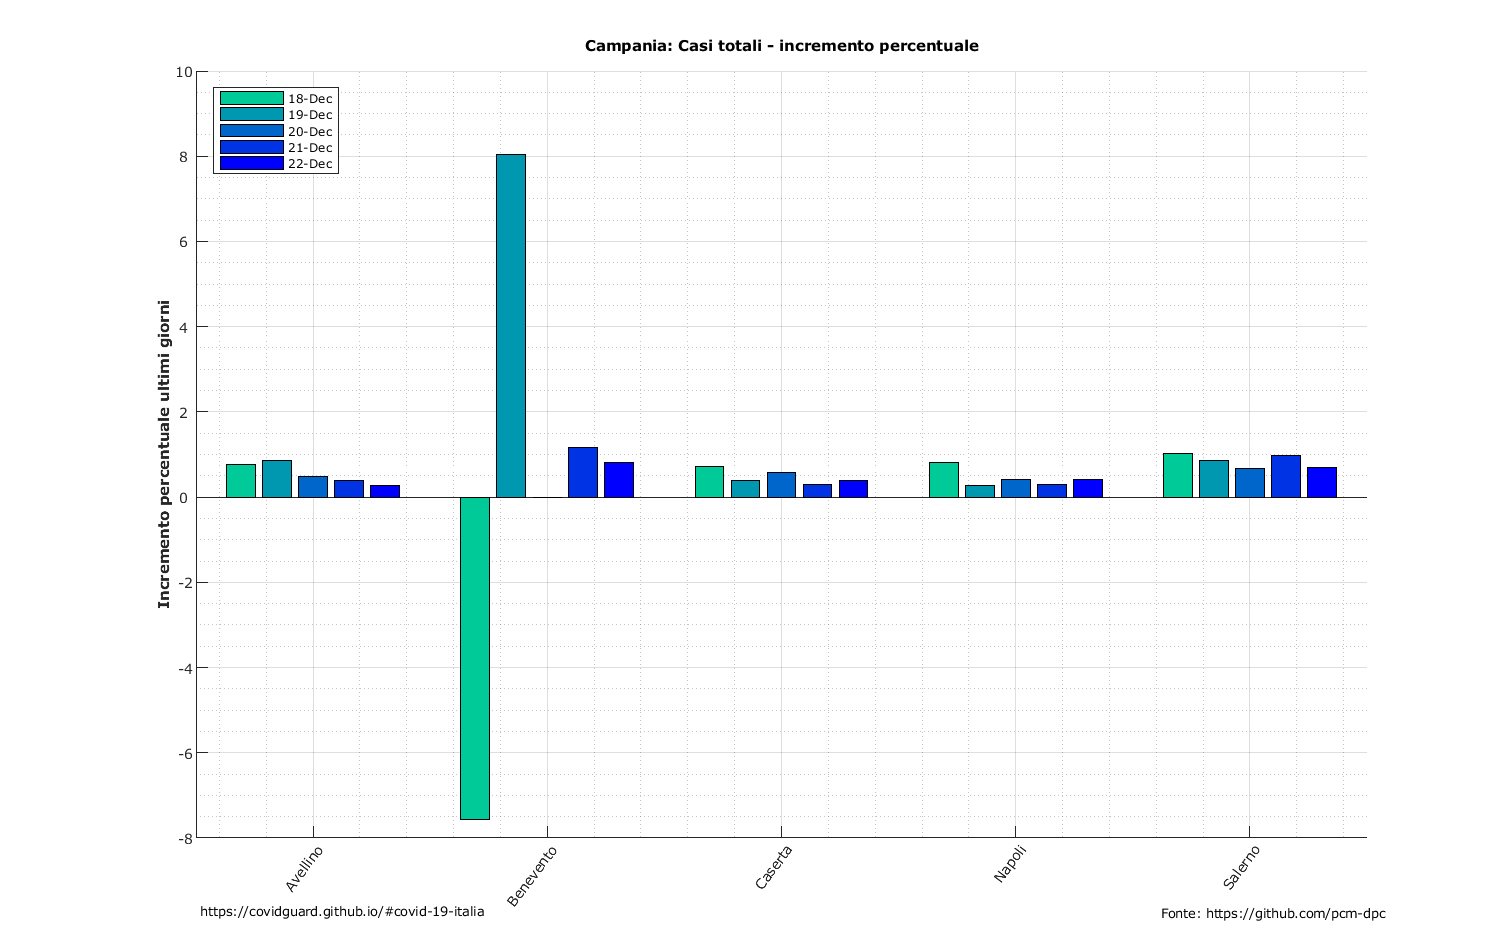 Campania: Casi totali - incremento percentuale
10
8
6
4
2
0
-2
-4
-6
-8
Incremento percentuale ultimi giorni
18-Dec
19-Dec
20-Dec
21-Dec
22-Dec
Avellino
Benevento
Caserta
Napoli
Salerno
https://covidguard.github.io/#covid-19-italia
Fonte: https://github.com/pcm-dpc